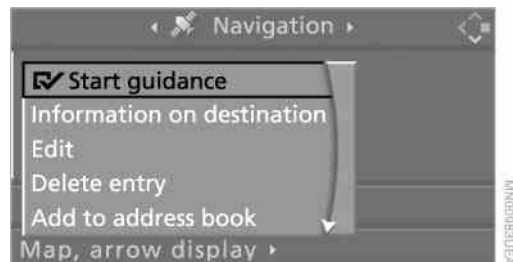 Navigation
Start guidance
Information on destination
Edit
Delete entry
Add to address book
Map, arrow display